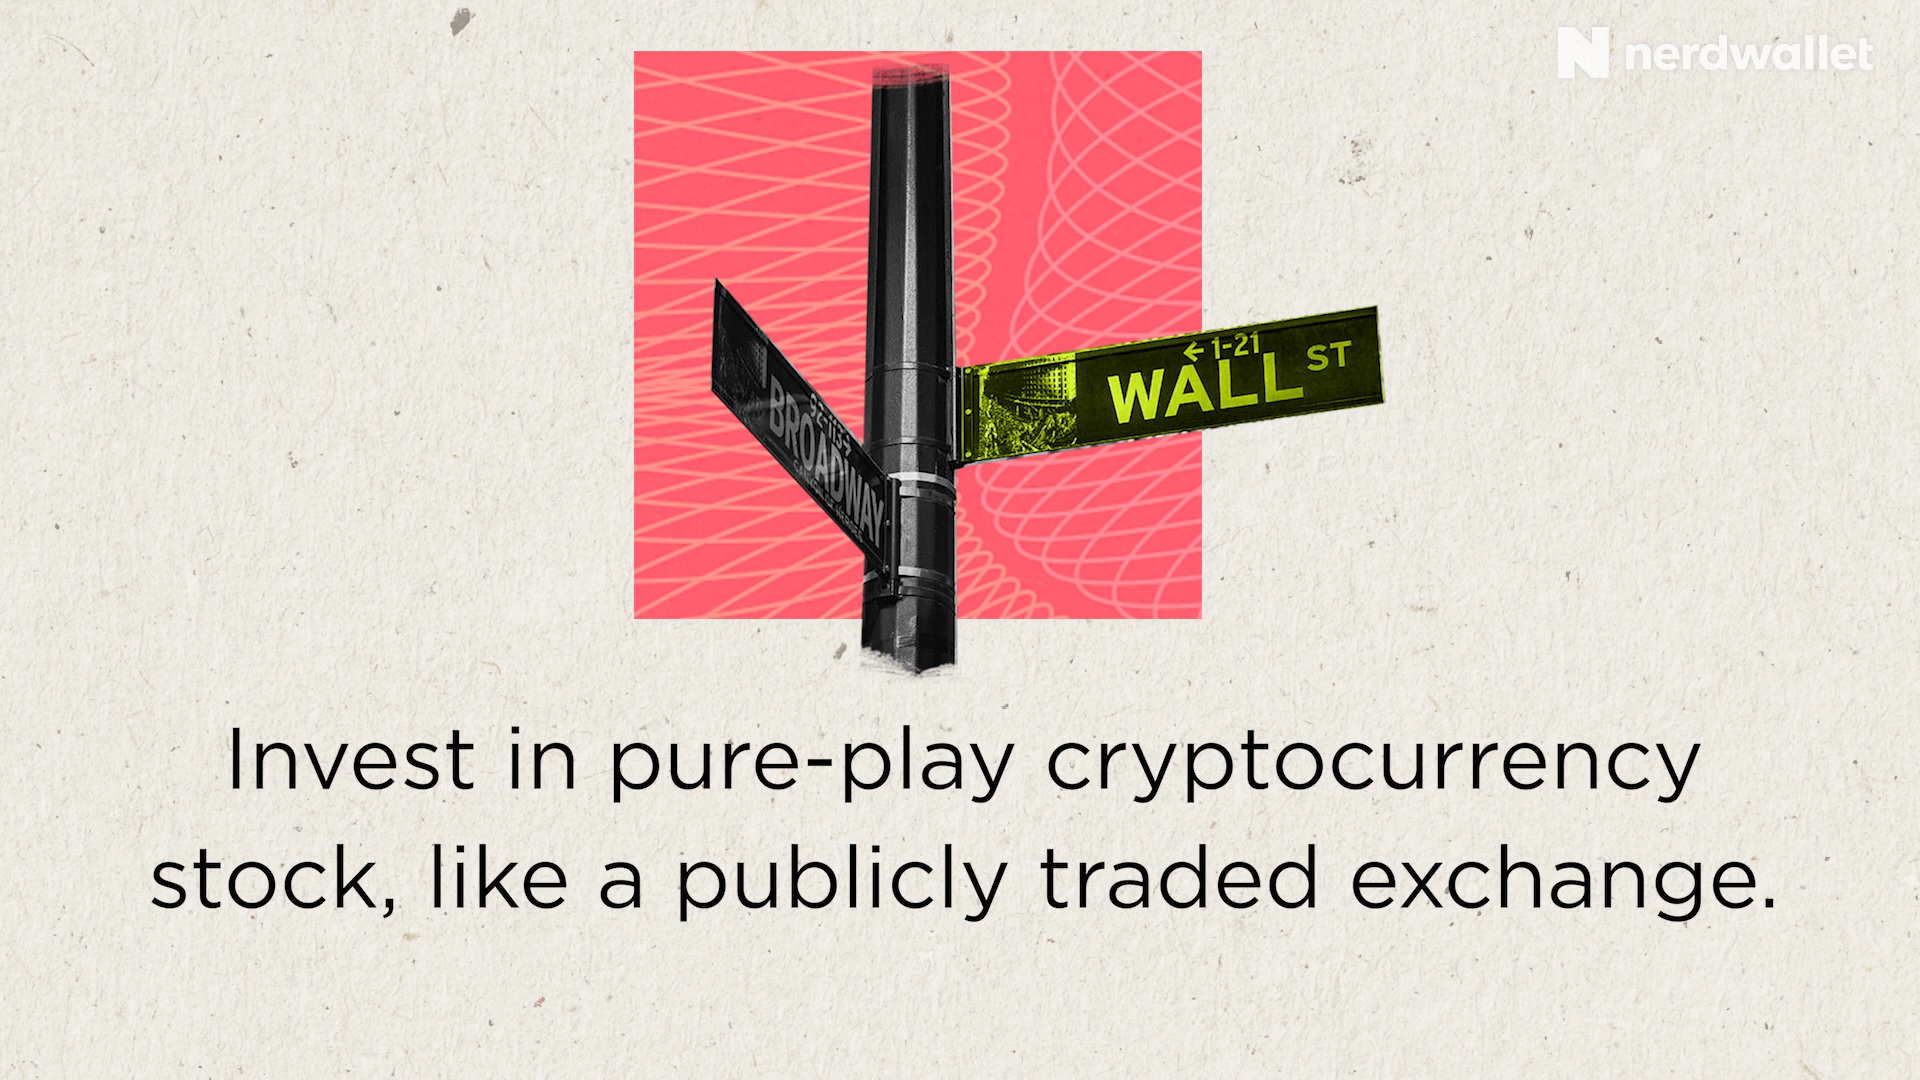 nerdwallet
← 1-21
WALL ST
BROADWAY
Invest in pure-play cryptocurrency
stock, like a publicly traded exchange.